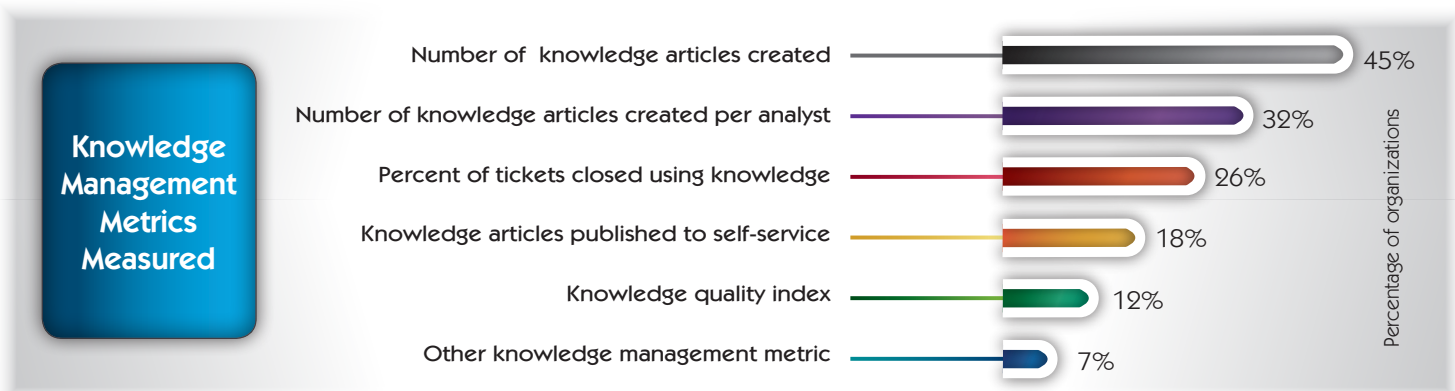 Knowledge
Management
Metrics
Measured
Number of knowledge articles created
45%
Number of knowledge articles created per analyst
32%
Percent of tickets closed using knowledge
26%
Knowledge articles published to self-service
18%
Knowledge quality index
12%
Other knowledge management metric
7%
Percentage of organizations